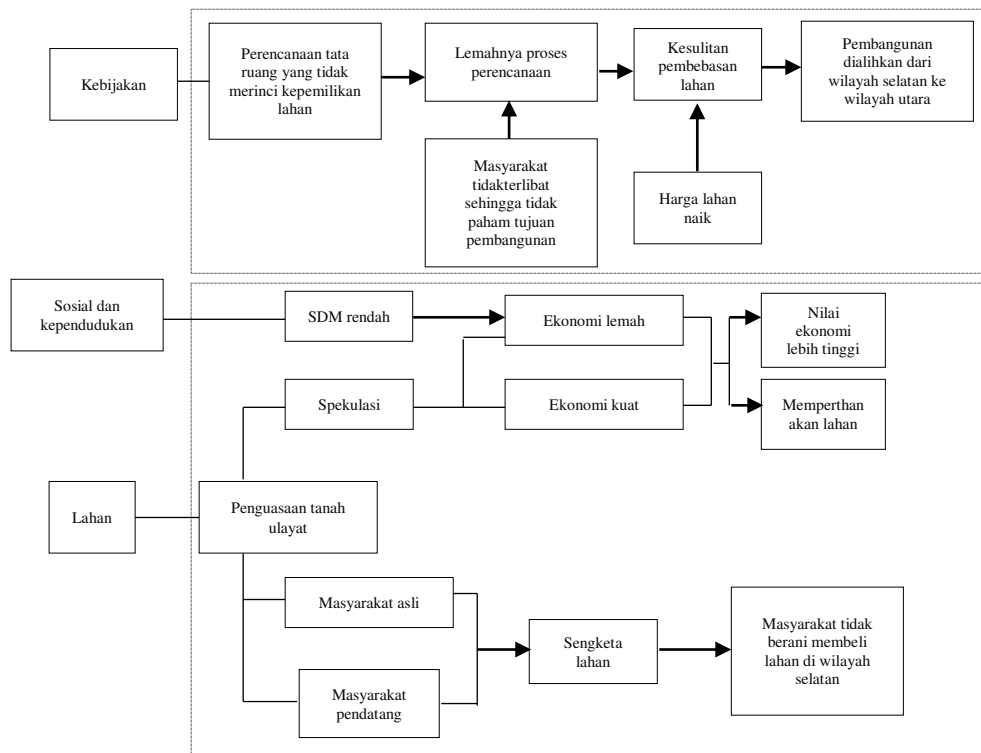 Kebijakan
Perencanaan tata
ruang yang tidak
merinci kepemilikan
lahan
Lemahnya proses
perencanaan
Kesulitan
pembebasan
lahan
Pembangunan
dialihkan dari
wilayah selatan ke
wilayah utara
Masyarakat
tidakterlibat
sehingga tidak
paham tujuan
pembangunan
Harga lahan
naik
Sosial dan
kependudukan
SDM rendah
Ekonomi lemah
Nilai
ekonomi
lebih tinggi
Spekulasi
Ekonomi kuat
Memperthan
akan lahan
Lahan
Penguasaan tanah
ulayat
Masyarakat asli
Masyarakat
pendatang
Sengketa
lahan
Masyarakat tidak
berani membeli
lahan di wilayah
selatan